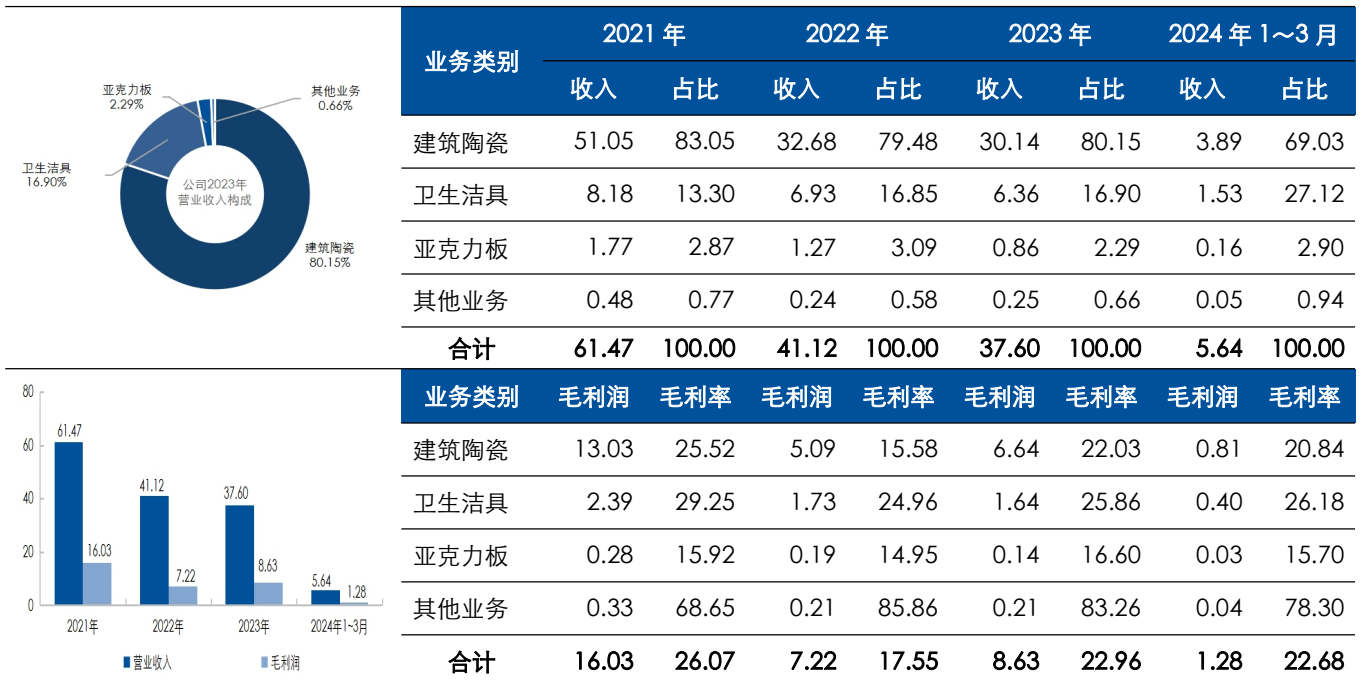 亚克力板
2.29%
其他业务
0.66%
卫生洁具
16.90%
公司2023年
营业收入构成
建筑陶瓷
80.15%
业务类别 2021 年 2022 年 2023 年 2024 年 1～3 月
收入 占比 收入 占比 收入 占比 收入 占比
建筑陶瓷 51.05 83.05 32.68 79.48 30.14 80.15 3.89 69.03
卫生洁具 8.18 13.30 6.93 16.85 6.36 16.90 1.53 27.12
亚克力板 1.77 2.87 1.27 3.09 0.86 2.29 0.16 2.90
其他业务 0.48 0.77 0.24 0.58 0.25 0.66 0.05 0.94
合计 61.47 100.00 41.12 100.00 37.60 100.00 5.64 100.00
80
60
40
20
0
61.47
16.03
41.12
7.22
37.60
8.63
5.64
1.28
2021年 2022年 2023年 2024年1~3月
营业收入 毛利润
业务类别 毛利润 毛利率 毛利润 毛利率 毛利润 毛利率 毛利润 毛利率
建筑陶瓷 13.03 25.52 5.09 15.58 6.64 22.03 0.81 20.84
卫生洁具 2.39 29.25 1.73 24.96 1.64 25.86 0.40 26.18
亚克力板 0.28 15.92 0.19 14.95 0.14 16.60 0.03 15.70
其他业务 0.33 68.65 0.21 85.86 0.21 83.26 0.04 78.30
合计 16.03 26.07 7.22 17.55 8.63 22.96 1.28 22.68